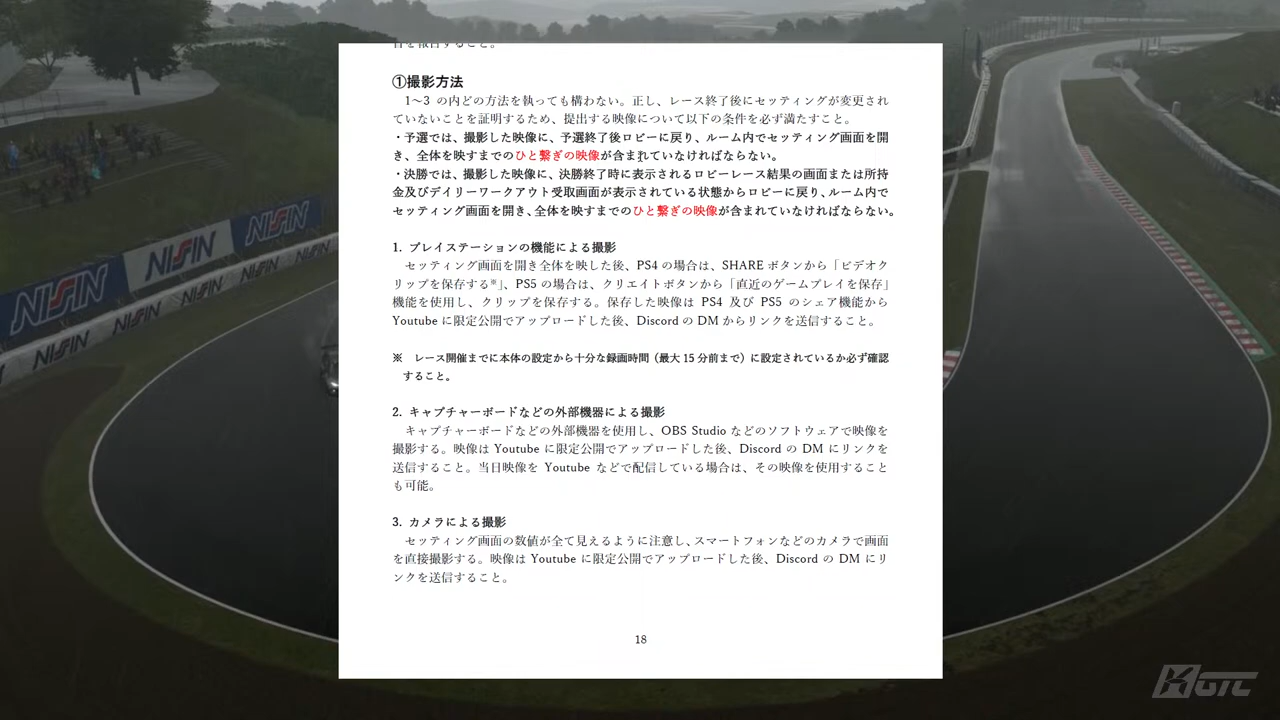 旨を報告すること。
①撮影方法
1～3 の内どの方法を執っても構わない。正し、レース終了後にセッティングが変更され
ていないことを証明するため、提出する映像について以下の条件を必ず満たすこと。
・予選では、撮影した映像に、予選終了後ロビーに戻り、ルーム内でセッティング画面を開
き、全体を映すまでのひと繋ぎの映像が含まれていなければならない。
・決勝では、撮影した映像に、決勝終了時に表示されるロビーレース結果の画面または所持
金及びデイリーワークアウト受取画面が表示されている状態からロビーに戻り、ルーム内で
セッティング画面を開き、全体を映すまでのひと繋ぎの映像が含まれていなければならない。
1. プレイステーションの機能による撮影
セッティング画面を開き全体を映した後、PS4 の場合は、SHARE ボタンから「ビデオク
リップを保存する※」、PS5 の場合は、クリエイトボタンから「直近のゲームプレイを保存」
機能を使用し、クリップを保存する。保存した映像は PS4 及び PS5 のシェア機能から
Youtube に限定公開でアップロードした後、Discord の DM からリンクを送信すること。
※ レース開催までに本体の設定から十分な録画時間（最大 15 分前まで）に設定されているか必ず確認
すること。
2. キャプチャーボードなどの外部機器による撮影
キャプチャーボードなどの外部機器を使用し、OBS Studio などのソフトウェアで映像を
撮影する。映像は Youtube に限定公開でアップロードした後、Discord の DM にリンクを
送信すること。当日映像を Youtube などで配信している場合は、その映像を使用すること
も可能。
3. カメラによる撮影
セッティング画面の数値が全て見えるように注意し、スマートフォンなどのカメラで画面
を直接撮影する。映像は Youtube に限定公開でアップロードした後、Discord の DM にリ
ンクを送信すること。
18
NISSIN
NISSIN
NISSIN
NISSIN
NISSIN
NISSIN
GTC